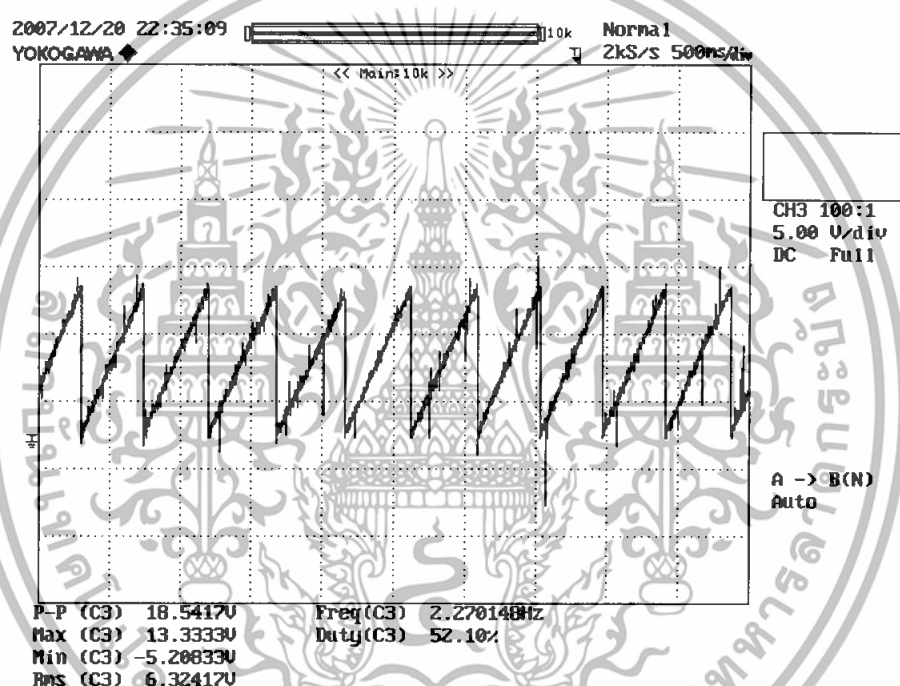 2007/12/20 22:35:09
10k
Normal
YOKOGAWA
2kS/s 500ms/div
<< Main:10k >>
CH3 100:1
5.00 V/div
DC Full
A -> B(N)
Auto
P-P (C3) 18.5417V
Freq(C3) 2.270148Hz
Max (C3) 13.3333V
Duty(C3) 52.10%
Min (C3) -5.20833V
Rms (C3) 6.32417V